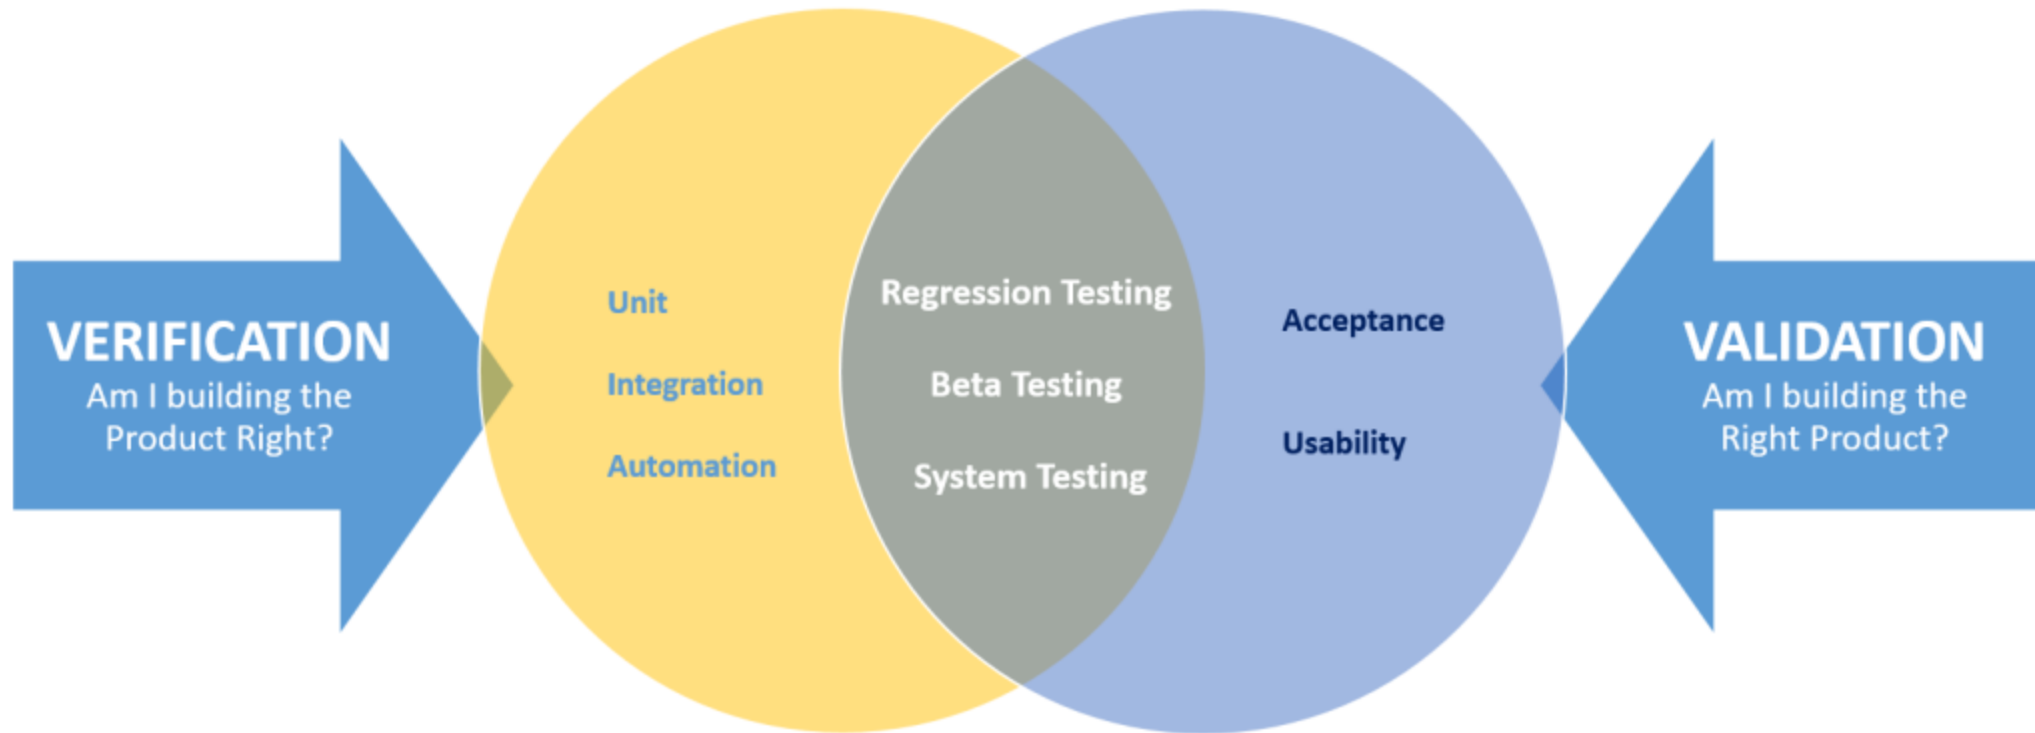 VERIFICATION
Am I building the
Product Right?
Unit
Integration
Automation
Regression Testing
Beta Testing
System Testing
Acceptance
Usability
VALIDATION
Am I building the
Right Product?